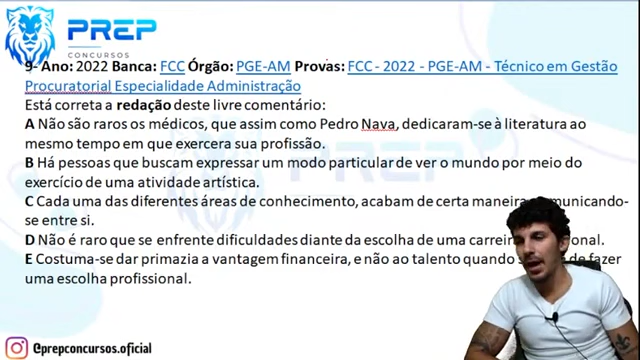 PREP
CONCURSOS
9- Ano: 2022 Banca: FCC Órgão: PGE-AM Provas: FCC - 2022 - PGE-AM - Técnico em Gestão
Procuratorial Especialidade Administração
Está correta a redação deste livre comentário:
A Não são raros os médicos, que assim como Pedro Nava, dedicaram-se à literatura ao
mesmo tempo em que exercera sua profissão.
B Há pessoas que buscam expressar um modo particular de ver o mundo por meio do
exercício de uma atividade artística.
C Cada uma das diferentes áreas de conhecimento, acabam de certa maneira
se entre si.
D Não é raro que se enfrente dificuldades diante da escolha de uma
E Costuma-se dar primazia a vantagem financeira, e não ao talento quando de fazer
uma escolha profissional.
@prepconcursos.oficial